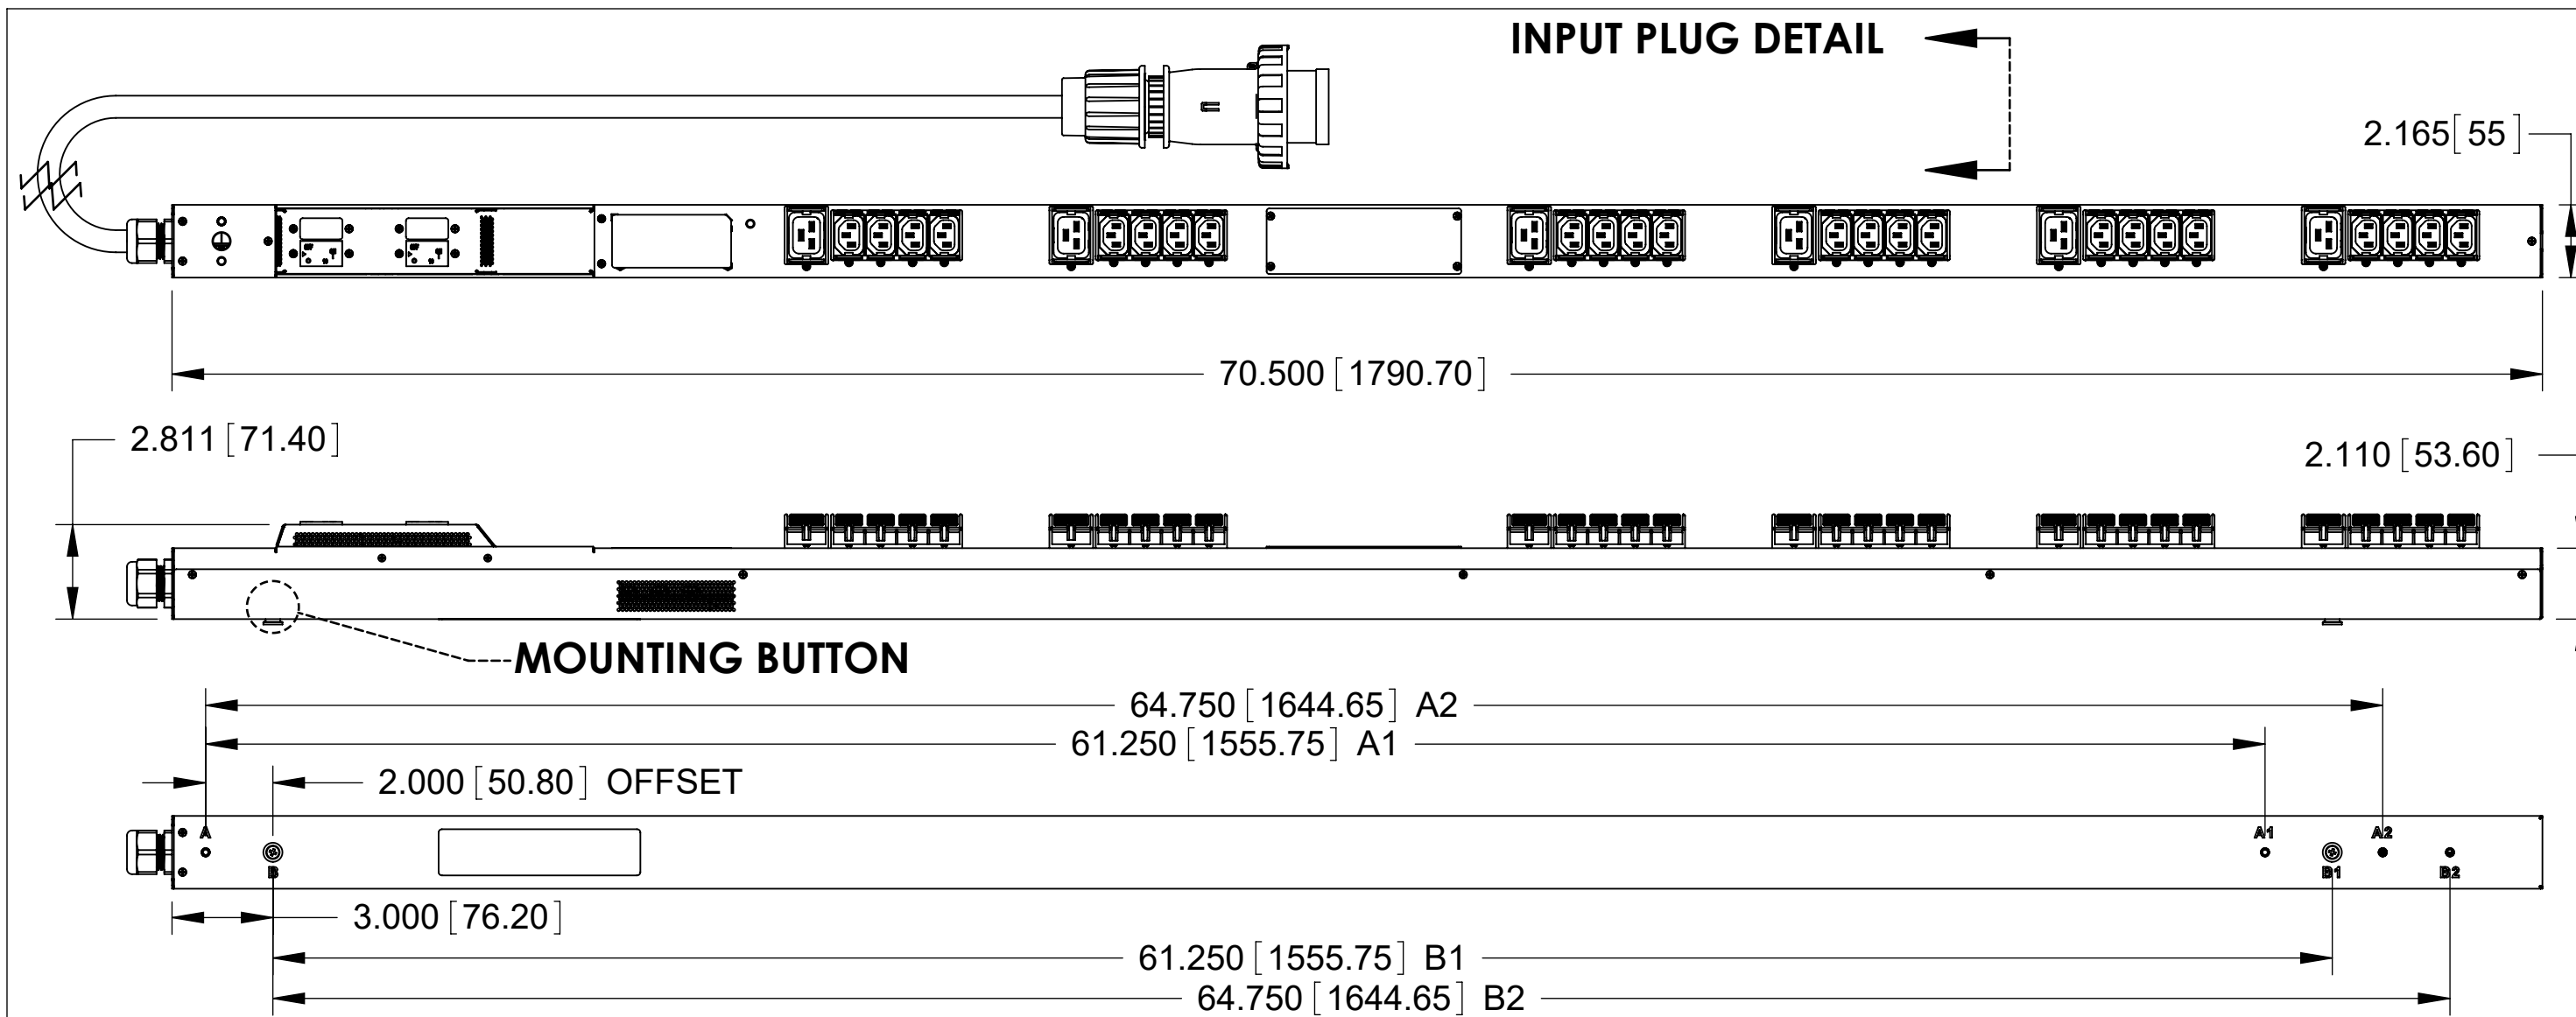 INPUT PLUG DETAIL
2.165[55]
70.500[1790.70]
2.811[71.40]
2.110[53.60]
MOUNTING BUTTON
64.750[1644.65] A2
61.250[1555.75] A1
2.000[50.80] OFFSET
A
A1
A2
B
B1
B2
3.000[76.20]
61.250[1555.75] B1
64.750[1644.65] B2